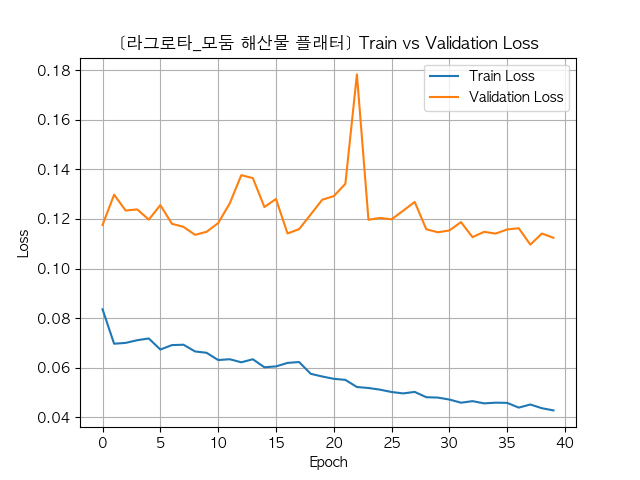 [라그로타_모둠 해산물 플래터] Train vs Validation Loss
Train Loss
Validation Loss
Loss
0.18
0.16
0.14
0.12
0.10
0.08
0.06
0.04
0 5 10 15 20 25 30 35 40
Epoch